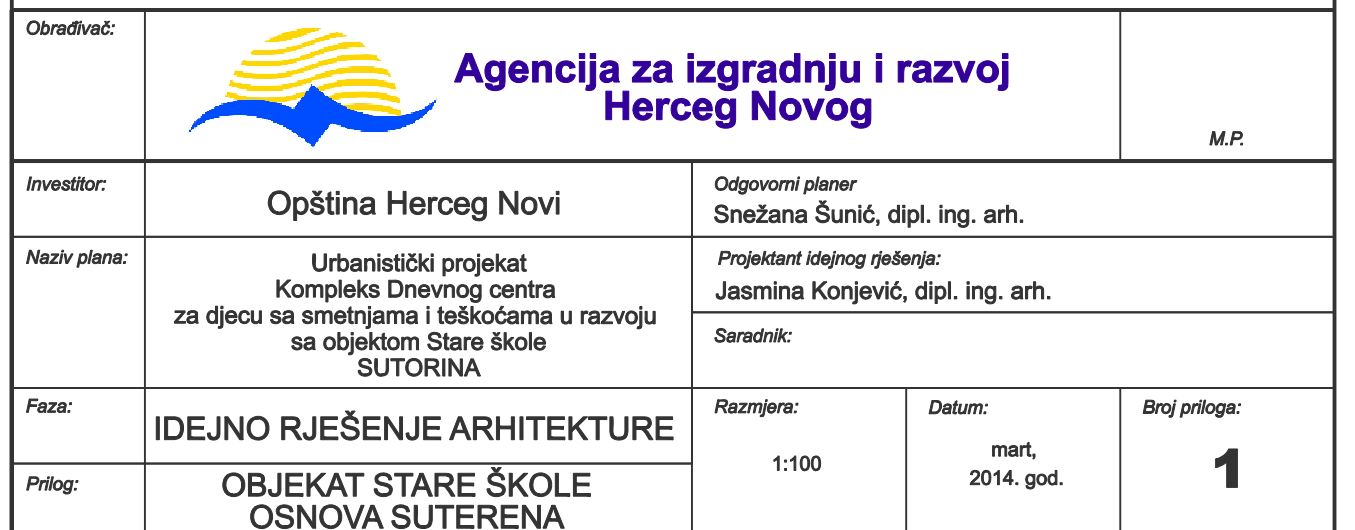 Obrađivač:
Agencija za izgradnju i razvoj
Herceg Novog
M.P.
Investitor:
Opština Herceg Novi
Odgovorni planer
Snežana Šunić, dipl. ing. arh.
Naziv plana:
Urbanistički projekat
Kompleks Dnevnog centra
za djecu sa smetnjama i teškoćama u razvoju
sa objektom Stare škole
SUTORINA
Projektant idejnog rješenja:
Jasmina Konjević, dipl. ing. arh.
Saradnik:
Faza:
IDEJNO RJEŠENJE ARHITEKTURE
Razmjera:
1:100
Datum:
mart,
2014. god.
Broj priloga:
1
Prilog:
OBJEKAT STARE ŠKOLE
OSNOVA SUTERENA